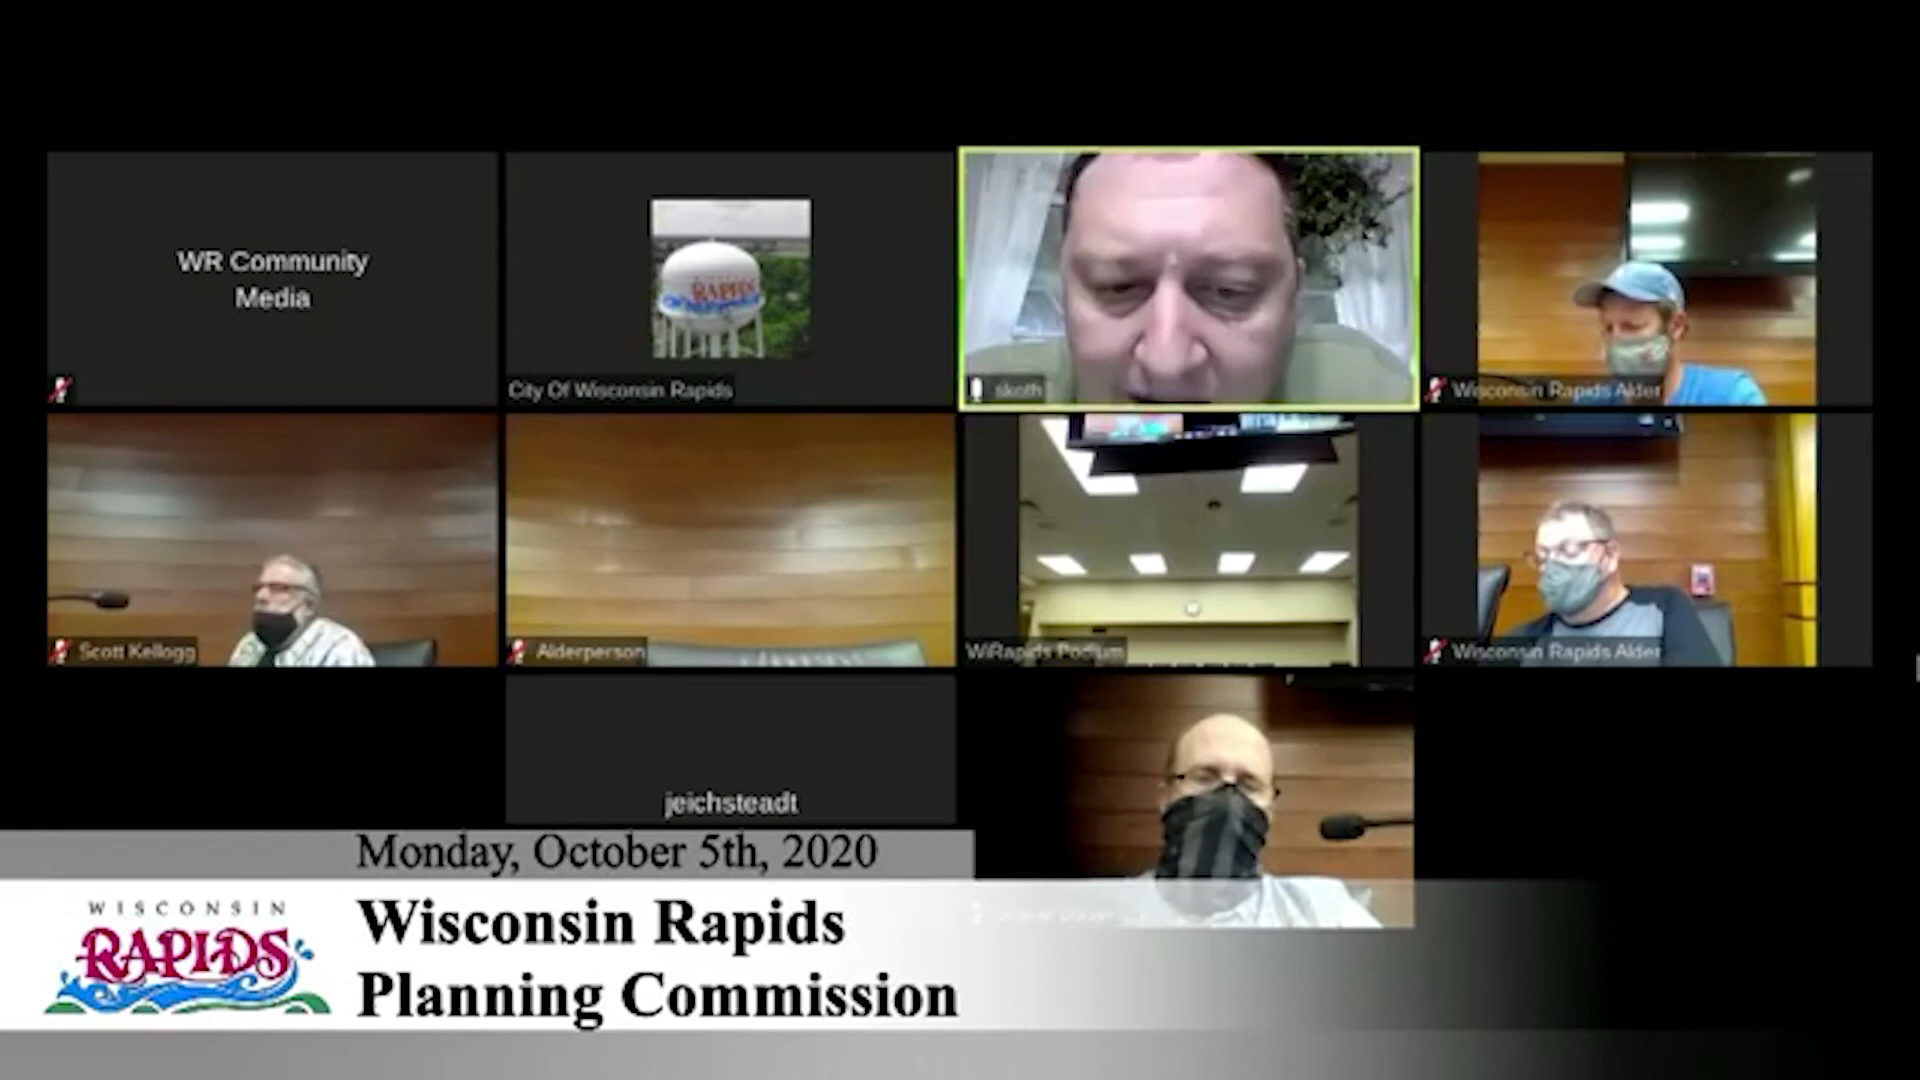 WR Community
Media
RAPIDS
City Of Wisconsin Rapids
skoth
Wisconsin Rapids Alder
Scott Kellogg
Alderperson
WiRapids Podium
Wisconsin Rapids Alder
jeichsteadt
Monday, October 5th, 2020
WISCONSIN
RAPIDS
Wisconsin Rapids
Planning Commission